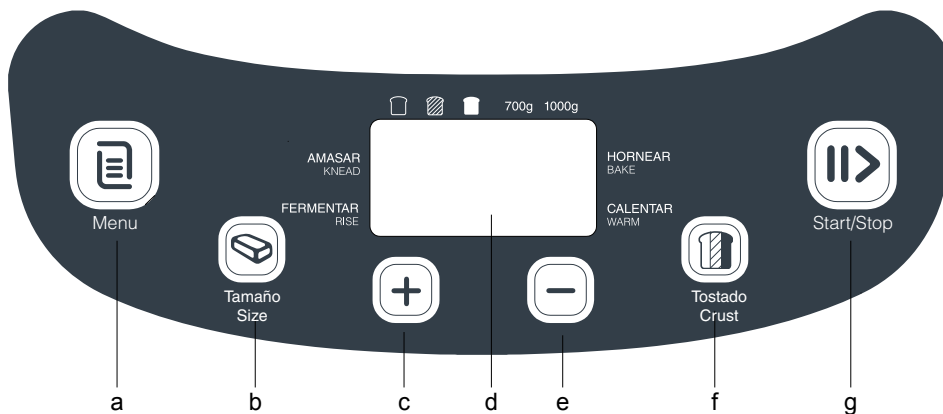 700g 1000g
AMASAR
KNEAD
HORNEAR
BAKE
FERMENTAR
RISE
CALENTAR
WARM
Menu
Start/Stop
Tamaño
Size
Tostado
Crust
a b c d e f g